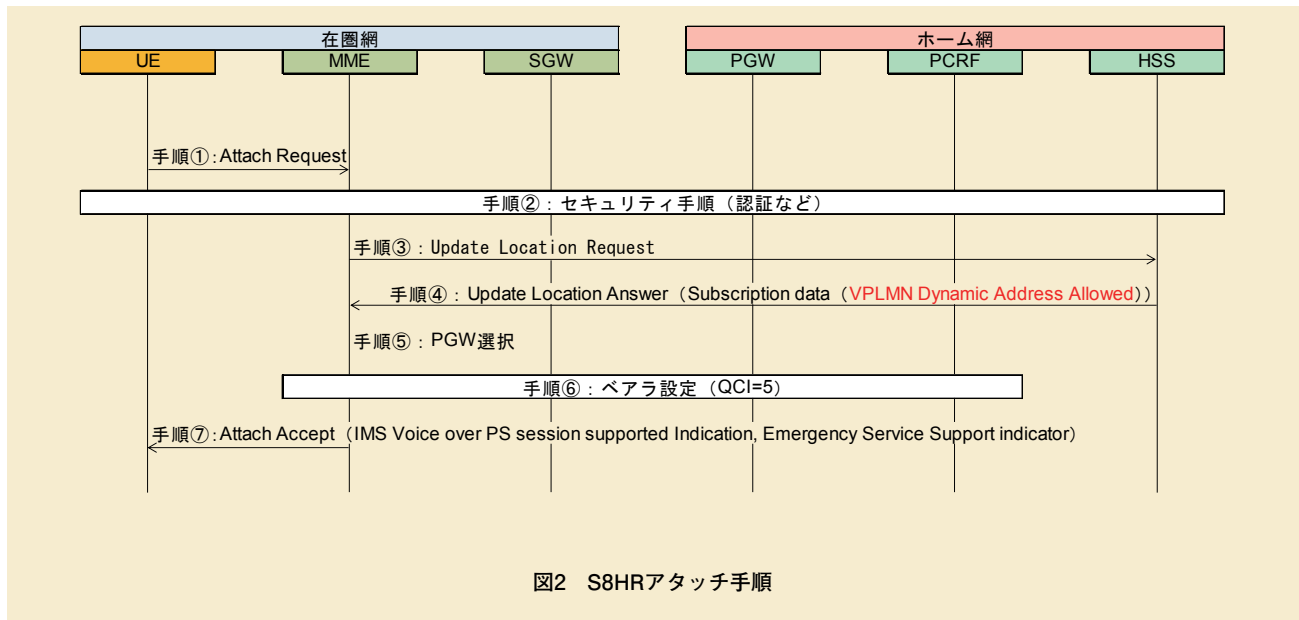 在圏網
ホーム網
UE
MME
SGW
PGW
PCRF
HSS
手順①:Attach Request
手順②：セキュリティ手順（認証など）
手順③：Update Location Request
手順④：Update Location Answer（Subscription data（VPLMN Dynamic Address Allowed））
手順⑤：PGW選択
手順⑥：ベアラ設定（QCI=5）
手順⑦:Attach Accept（IMS Voice over PS session supported Indication, Emergency Service Support indicator）
図2　S8HRアタッチ手順